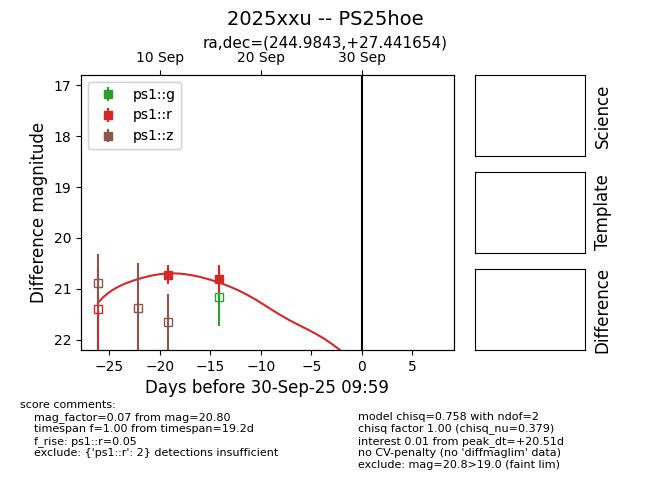 2025xxu -- PS25hoe
ra,dec=(244.9843,+27.441654)
10 Sep 20 Sep 30 Sep
ps1::g
ps1::r
ps1::z
17
18
19
20
21
22
Difference magnitude
−25 −20 −15 −10 −5 0 5
Days before 30-Sep-25 09:59
Science
Template
Difference
score comments:
mag_factor=0.07 from mag=20.80
timespan f=1.00 from timespan=19.2d
f_rise: ps1::r=0.05
exclude: {'ps1::r': 2} detections insufficient
model chisq=0.758 with ndof=2
chisq factor 1.00 (chisq_nu=0.379)
interest 0.01 from peak_dt=+20.51d
no CV-penalty (no 'diffmaglim' data)
exclude: mag=20.8>19.0 (faint lim)